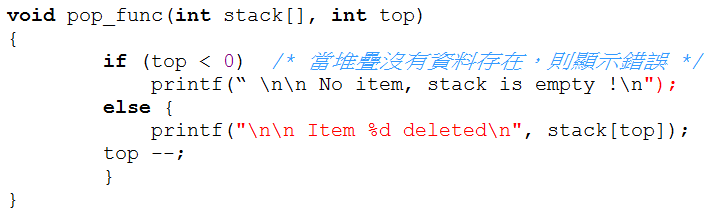 void pop_func(int stack[], int top)
{
if (top < 0) /* 當堆疊沒有資料存在，則顯示錯誤 */
printf(“ \n\n No item, stack is empty !\n");
else {
printf("\n\n Item %d deleted\n", stack[top]);
top --;
}
}